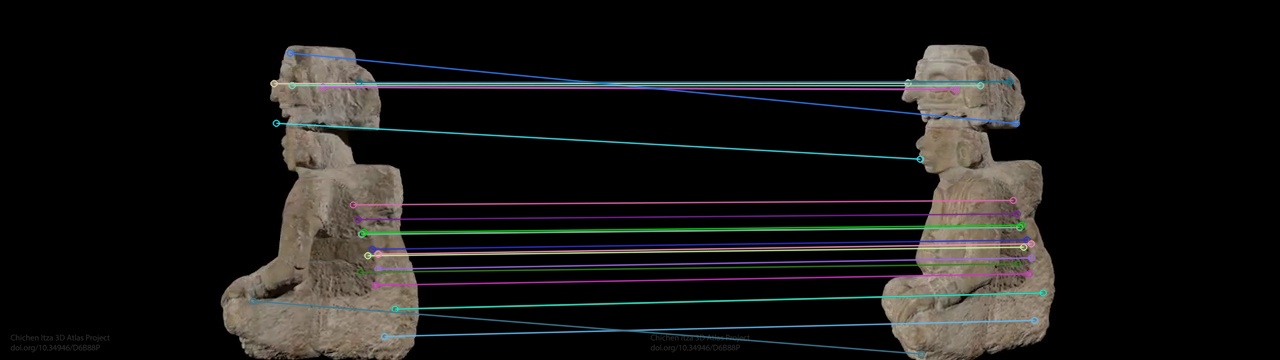 Chichen Itza 3D Atlas Project
doi.org/10.34946/D6B88P
Chichen Itza 3D Atlas Project
doi.org/10.34946/D6B88P